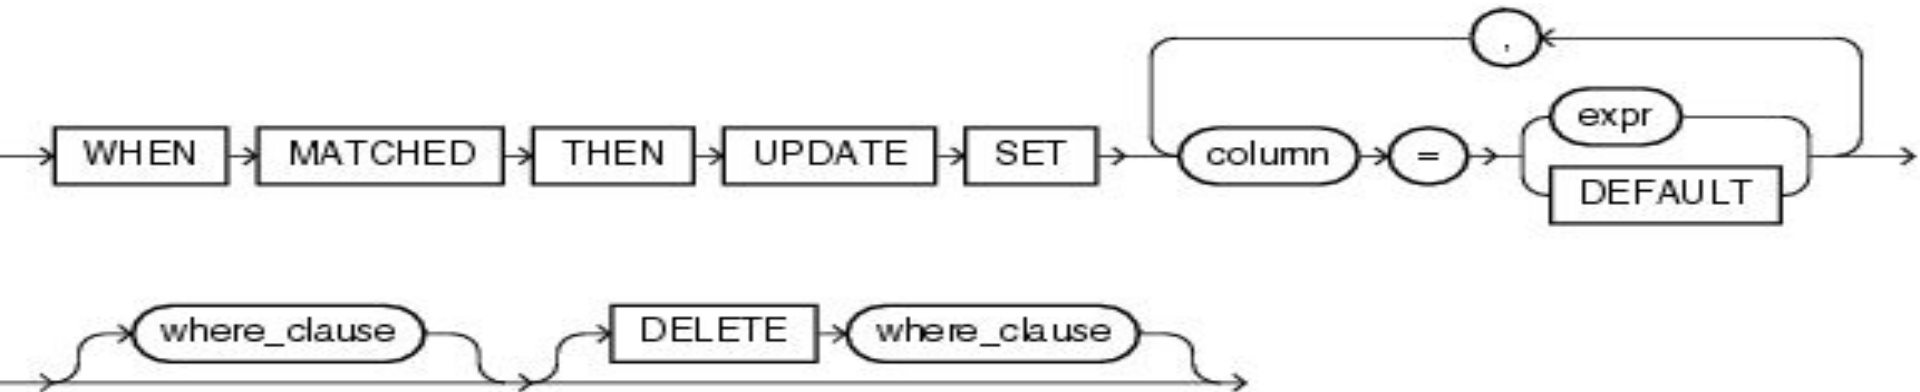 ,
WHEN MATCHED THEN UPDATE SET column = expr
DEFAULT
where_clause DELETE where_clause